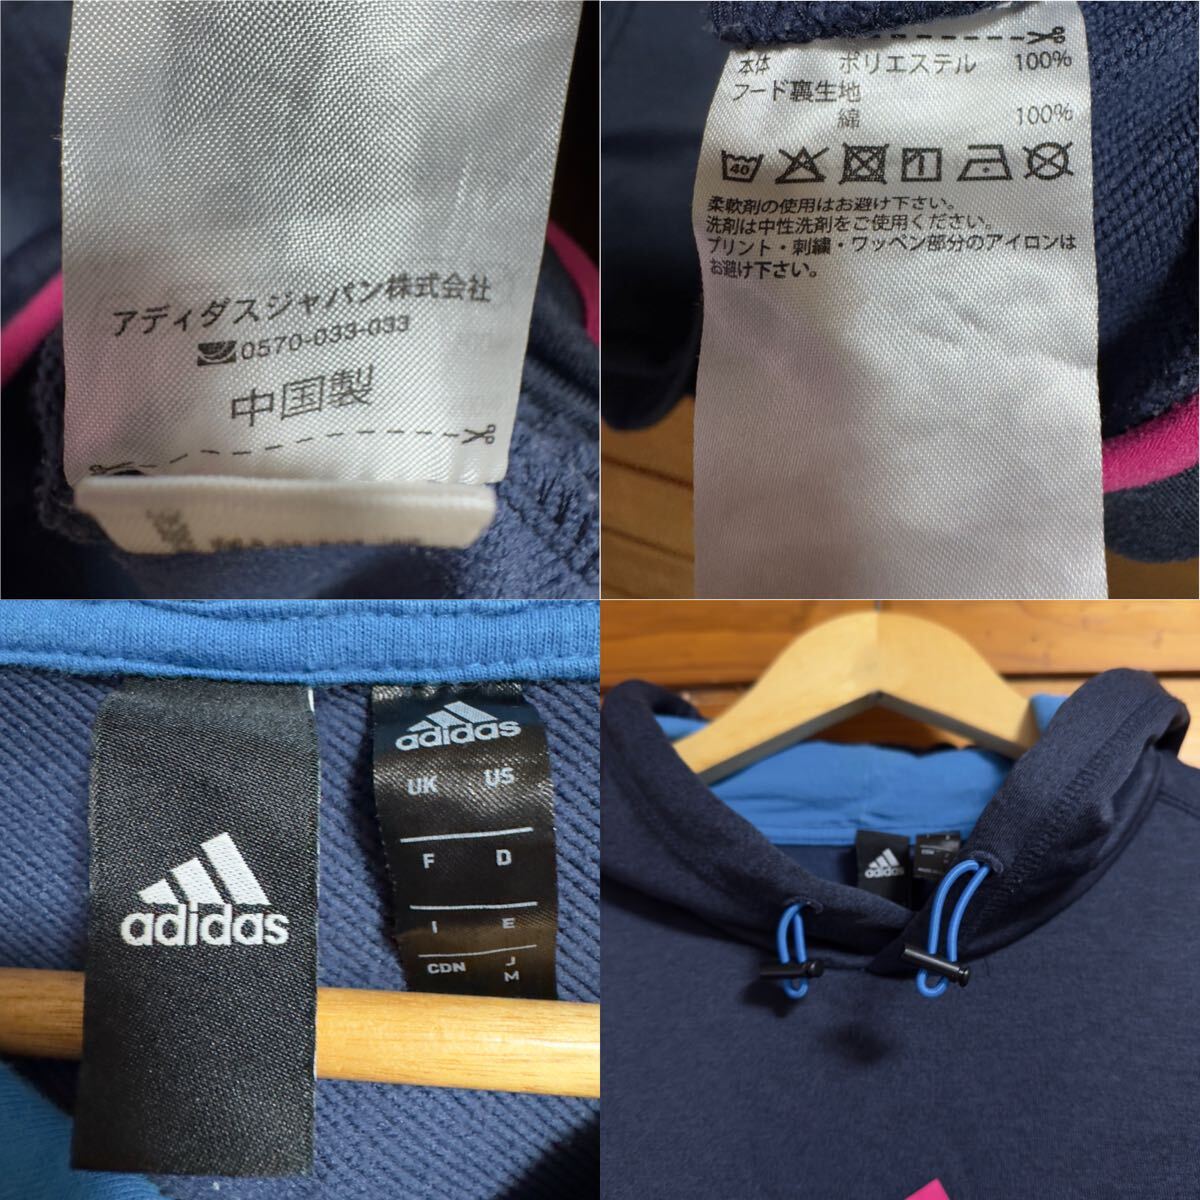 アディダスジャパン株式会社
0570-033-033
中国製
本体 ポリエステル 100%
フード裏生地
綿 100%
40 1
柔軟剤の使用はお避け下さい。
洗剤は中性洗剤をご使用ください。
プリント・刺繍・ワッペン部分のアイロンは
お避け下さい。
adidas
adidas
UK US
F D
I E
CDN J
M
adidas
CDN